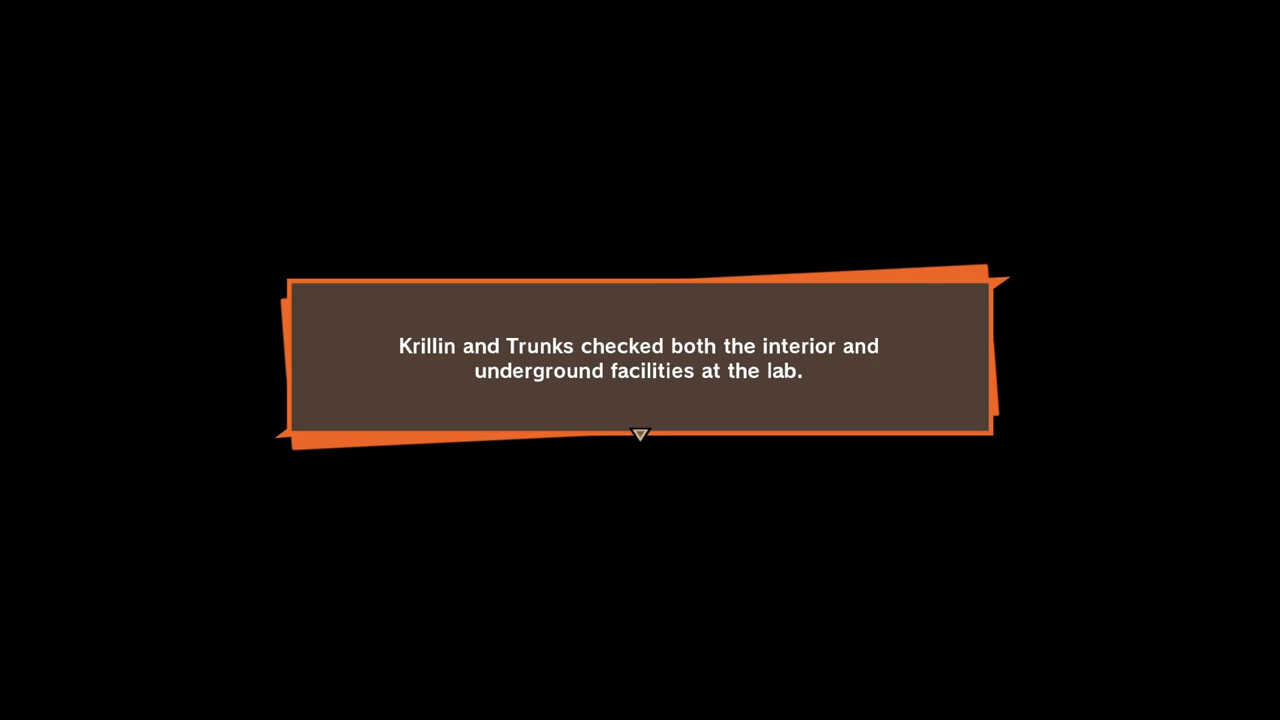 Krillin and Trunks checked both the interior and
underground facilities at the lab.